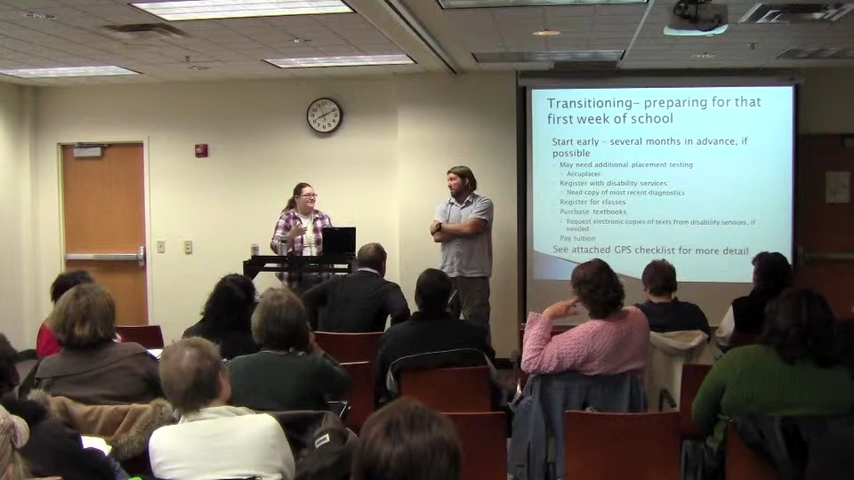 Transitioning- preparing for that
first week of school
Start early - several months in advance, if
possible
May need additional placement testing
Accuplacer
Register with disability services
Need copy of most recent diagnostics
Register for classes
Purchase textbooks
Request electronic copies of texts from disability services, if
needed
Pay tuition
See attached GPS checklist for more detail